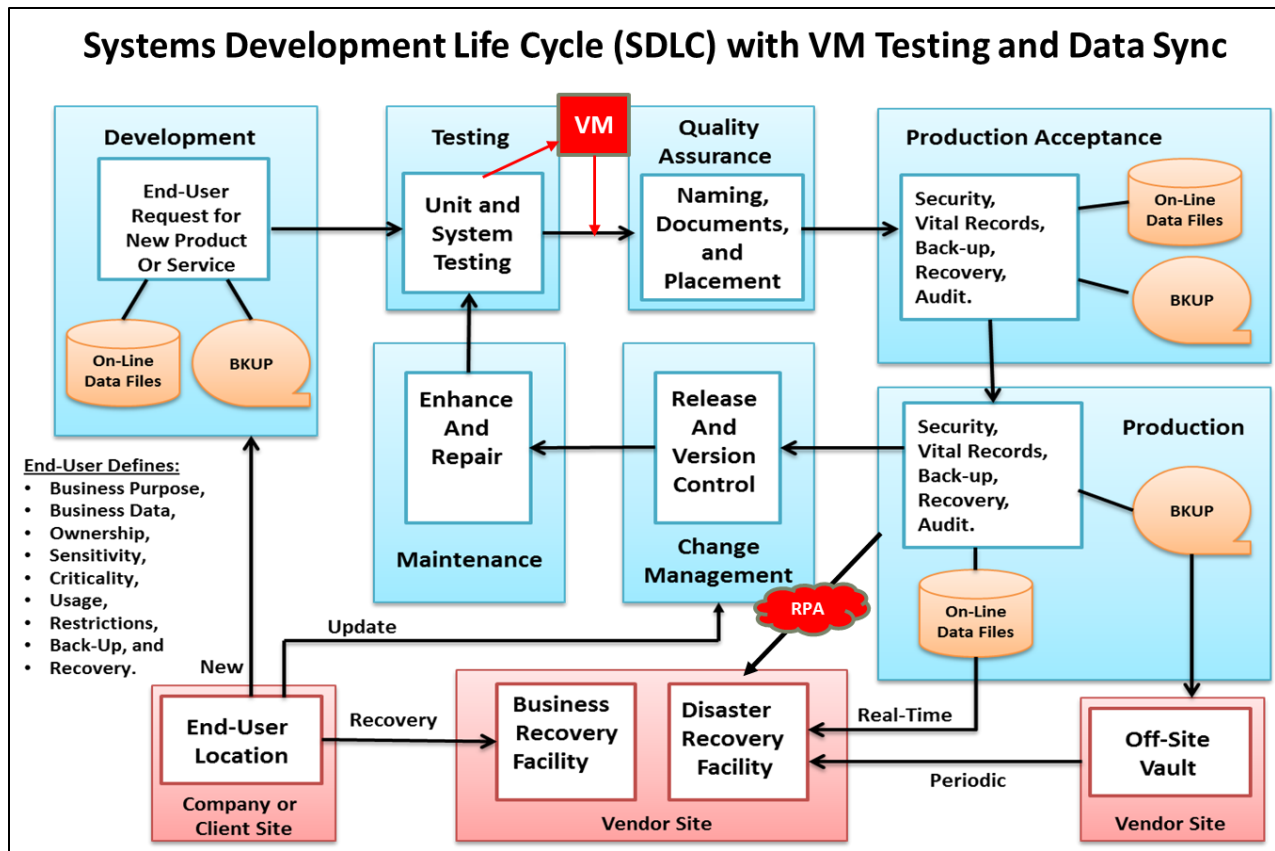 Systems Development Life Cycle (SDLC) with VM Testing and Data Sync
Development
End-User
Request for
New Product
Or Service
On-Line
Data Files
BKUP
Testing
Unit and
System
Testing
VM
Quality
Assurance
Naming,
Documents,
and
Placement
Production Acceptance
Security,
Vital Records,
Back-up,
Recovery,
Audit.
On-Line
Data Files
BKUP
Enhance
And
Repair
Maintenance
Release
And
Version
Control
Change
Management
Security,
Vital Records,
Back-up,
Recovery,
Audit.
Production
BKUP
On-Line
Data Files
RPA
End-User Defines:
• Business Purpose,
• Business Data,
• Ownership,
• Sensitivity,
• Criticality,
• Usage,
• Restrictions,
• Back-Up, and
• Recovery.
New
Update
End-User
Location
Company or
Client Site
Recovery
Business
Recovery
Facility
Disaster
Recovery
Facility
Vendor Site
Real-Time
Periodic
Off-Site
Vault
Vendor Site